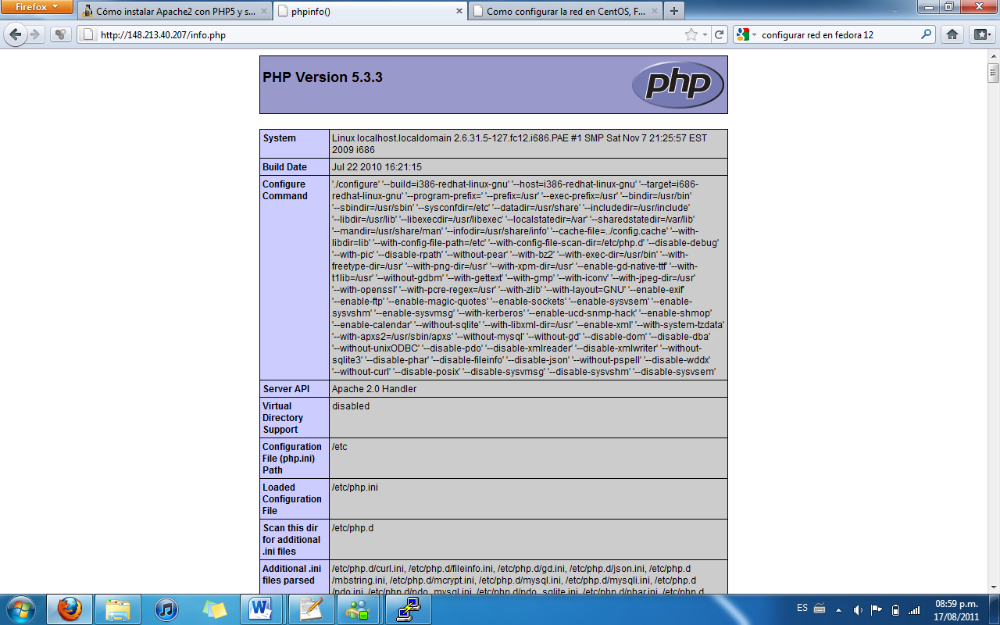 Firefox
Cómo instalar Apache2 con PHP5 y s...
phpinfo()
Como configurar la red en CentOS, F...
http://148.213.40.207/info.php
configurar red en fedora 12
PHP Version 5.3.3
php
System
Linux localhost.localdomain 2.6.31.5-127.fc12.i686.PAE #1 SMP Sat Nov 7 21:25:57 EST
2009 i686
Build Date
Jul 22 2010 16:21:15
Configure
Command
'./configure' '--build=i386-redhat-linux-gnu' '--host=i386-redhat-linux-gnu' '--target=i686-
redhat-linux-gnu' '--program-prefix=' '--prefix=/usr' '--exec-prefix=/usr' '--bindir=/usr/bin'
'--sbindir=/usr/sbin' '--sysconfdir=/etc' '--datadir=/usr/share' '--includedir=/usr/include'
'--libdir=/usr/lib' '--libexecdir=/usr/libexec' '--localstatedir=/var' '--sharedstatedir=/var/lib'
'--mandir=/usr/share/man' '--infodir=/usr/share/info' '--cache-file=../config.cache' '--with-
libdir=lib' '--with-config-file-path=/etc' '--with-config-file-scan-dir=/etc/php.d' '--disable-debug'
'--with-pic' '--disable-rpath' '--without-pear' '--with-bz2' '--with-exec-dir=/usr/bin' '--with-
freetype-dir=/usr' '--with-png-dir=/usr' '--with-xpm-dir=/usr' '--enable-gd-native-ttf' '--with-
t1lib=/usr' '--without-gdbm' '--with-gettext' '--with-gmp' '--with-iconv' '--with-jpeg-dir=/usr'
'--with-openssl' '--with-pcre-regex=/usr' '--with-zlib' '--with-layout=GNU' '--enable-exif'
'--enable-ftp' '--enable-magic-quotes' '--enable-sockets' '--enable-sysvsem' '--enable-
sysvshm' '--enable-sysvmsg' '--with-kerberos' '--enable-ucd-snmp-hack' '--enable-shmop'
'--enable-calendar' '--without-sqlite' '--with-libxml-dir=/usr' '--enable-xml' '--with-system-tzdata'
'--with-apxs2=/usr/sbin/apxs' '--without-mysql' '--without-gd' '--disable-dom' '--disable-dba'
'--without-unixODBC' '--disable-pdo' '--disable-xmlreader' '--disable-xmlwriter' '--without-
sqlite3' '--disable-phar' '--disable-fileinfo' '--disable-json' '--without-pspell' '--disable-wddx'
'--without-curl' '--disable-posix' '--disable-sysvmsg' '--disable-sysvshm' '--disable-sysvsem'
Server API
Apache 2.0 Handler
Virtual
Directory
Support
disabled
Configuration
File (php.ini)
Path
/etc
Loaded
Configuration
File
/etc/php.ini
Scan this dir
for additional
.ini files
/etc/php.d
Additional .ini
files parsed
/etc/php.d/curl.ini, /etc/php.d/fileinfo.ini, /etc/php.d/gd.ini, /etc/php.d/json.ini, /etc/php.d
/mbstring.ini, /etc/php.d/mcrypt.ini, /etc/php.d/mysql.ini, /etc/php.d/mysqli.ini, /etc/php.d
/pdo.ini, /etc/php.d/pdo_mysql.ini, /etc/php.d/pdo_sqlite.ini, /etc/php.d/phar.ini, /etc/php.d
ES
08:59 p.m.
17/08/2011